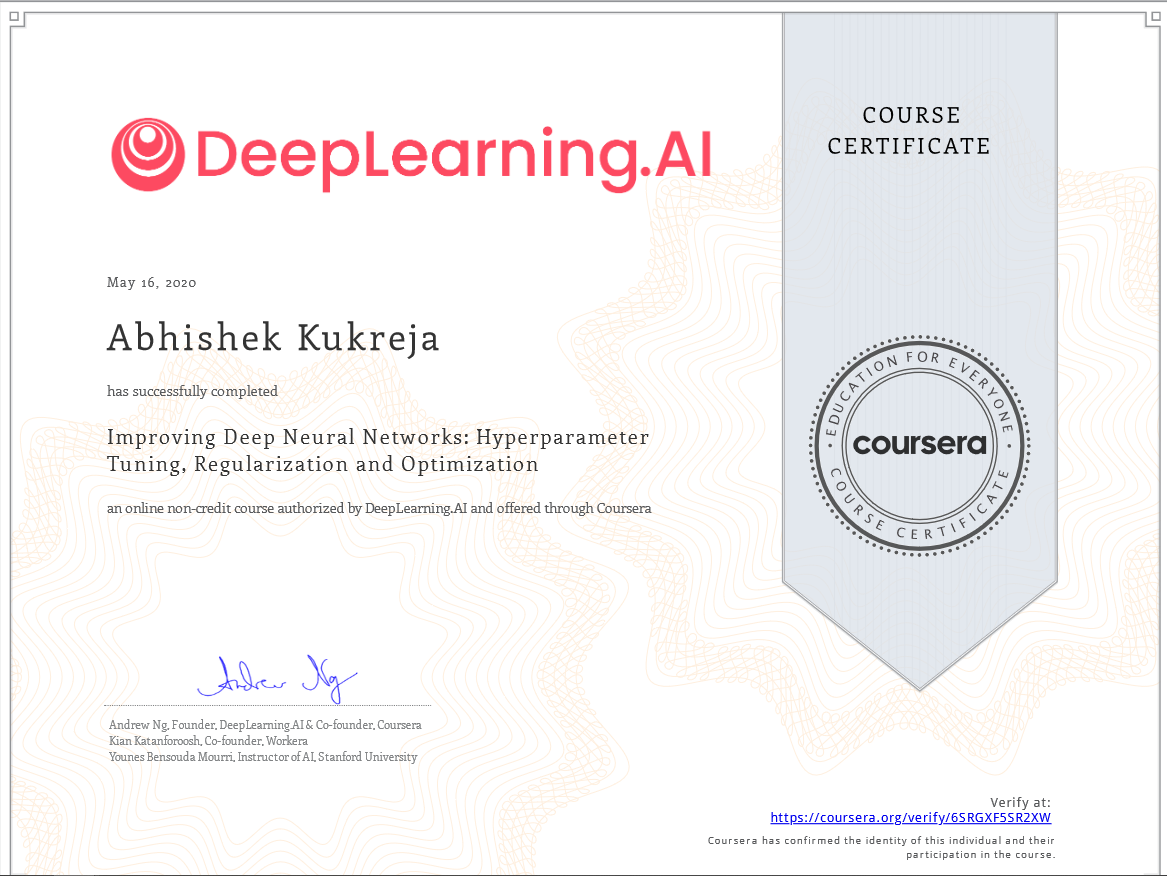 DeepLearning.AI
COURSE
CERTIFICATE
May 16, 2020
Abhishek Kukreja
has successfully completed
Improving Deep Neural Networks: Hyperparameter
Tuning, Regularization and Optimization
an online non-credit course authorized by DeepLearning.AI and offered through Coursera
EDUCATION FOR EVERYONE
coursera
COURSE CERTIFICATE
Andrew Ng
Andrew Ng, Founder, DeepLearning.AI & Co-founder, Coursera
Kian Katanforoosh, Co-founder, Workera
Younes Bensouda Mourri, Instructor of AI, Stanford University
Verify at:
https://coursera.org/verify/6SRGXF5SR2XW
Coursera has confirmed the identity of this individual and their
participation in the course.